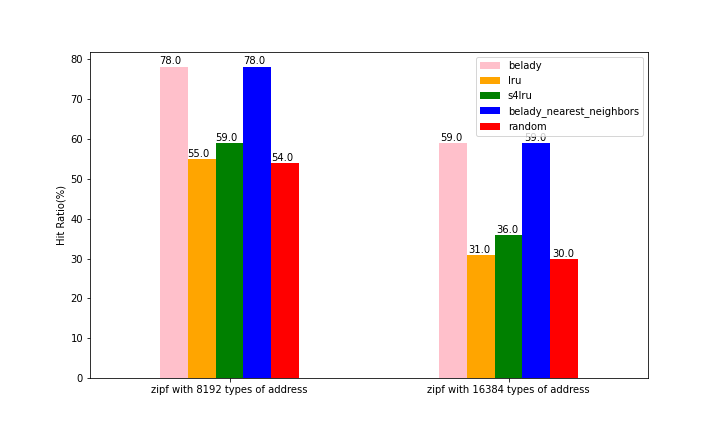 78.0
55.0
59.0
78.0
54.0
59.0
31.0
36.0
59.0
30.0
belady
lru
s4lru
belady_nearest_neighbors
random
Hit Ratio(%)
80
70
60
50
40
30
20
10
0
zipf with 8192 types of address
zipf with 16384 types of address